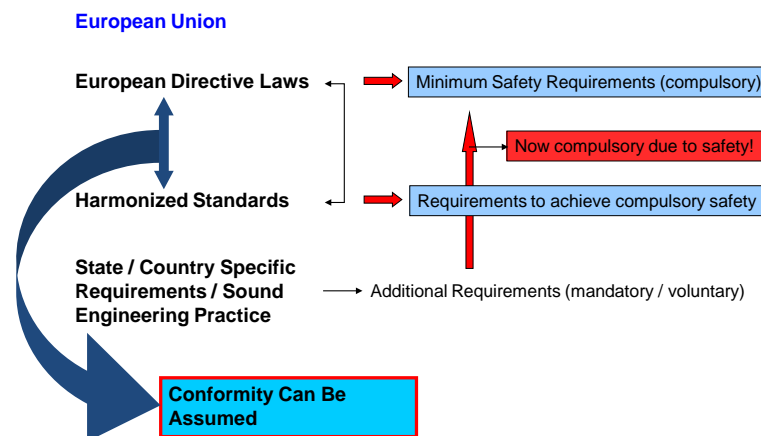 European Union
European Directive Laws
Minimum Safety Requirements (compulsory)
Now compulsory due to safety!
Harmonized Standards
Requirements to achieve compulsory safety
State / Country Specific
Requirements / Sound
Engineering Practice
Additional Requirements (mandatory / voluntary)
Conformity Can Be
Assumed